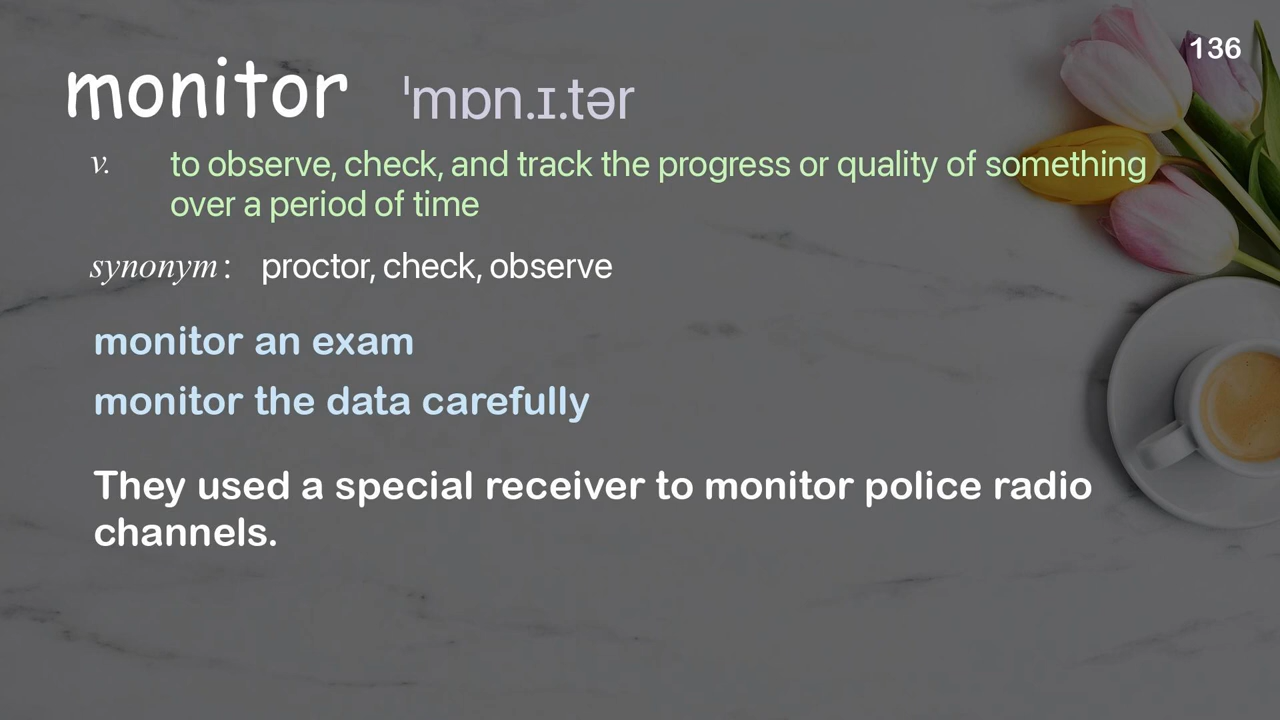 136
monitor ˈmɒn.ɪ.tər
v. to observe, check, and track the progress or quality of something
over a period of time
synonym: proctor, check, observe
monitor an exam
monitor the data carefully
They used a special receiver to monitor police radio
channels.